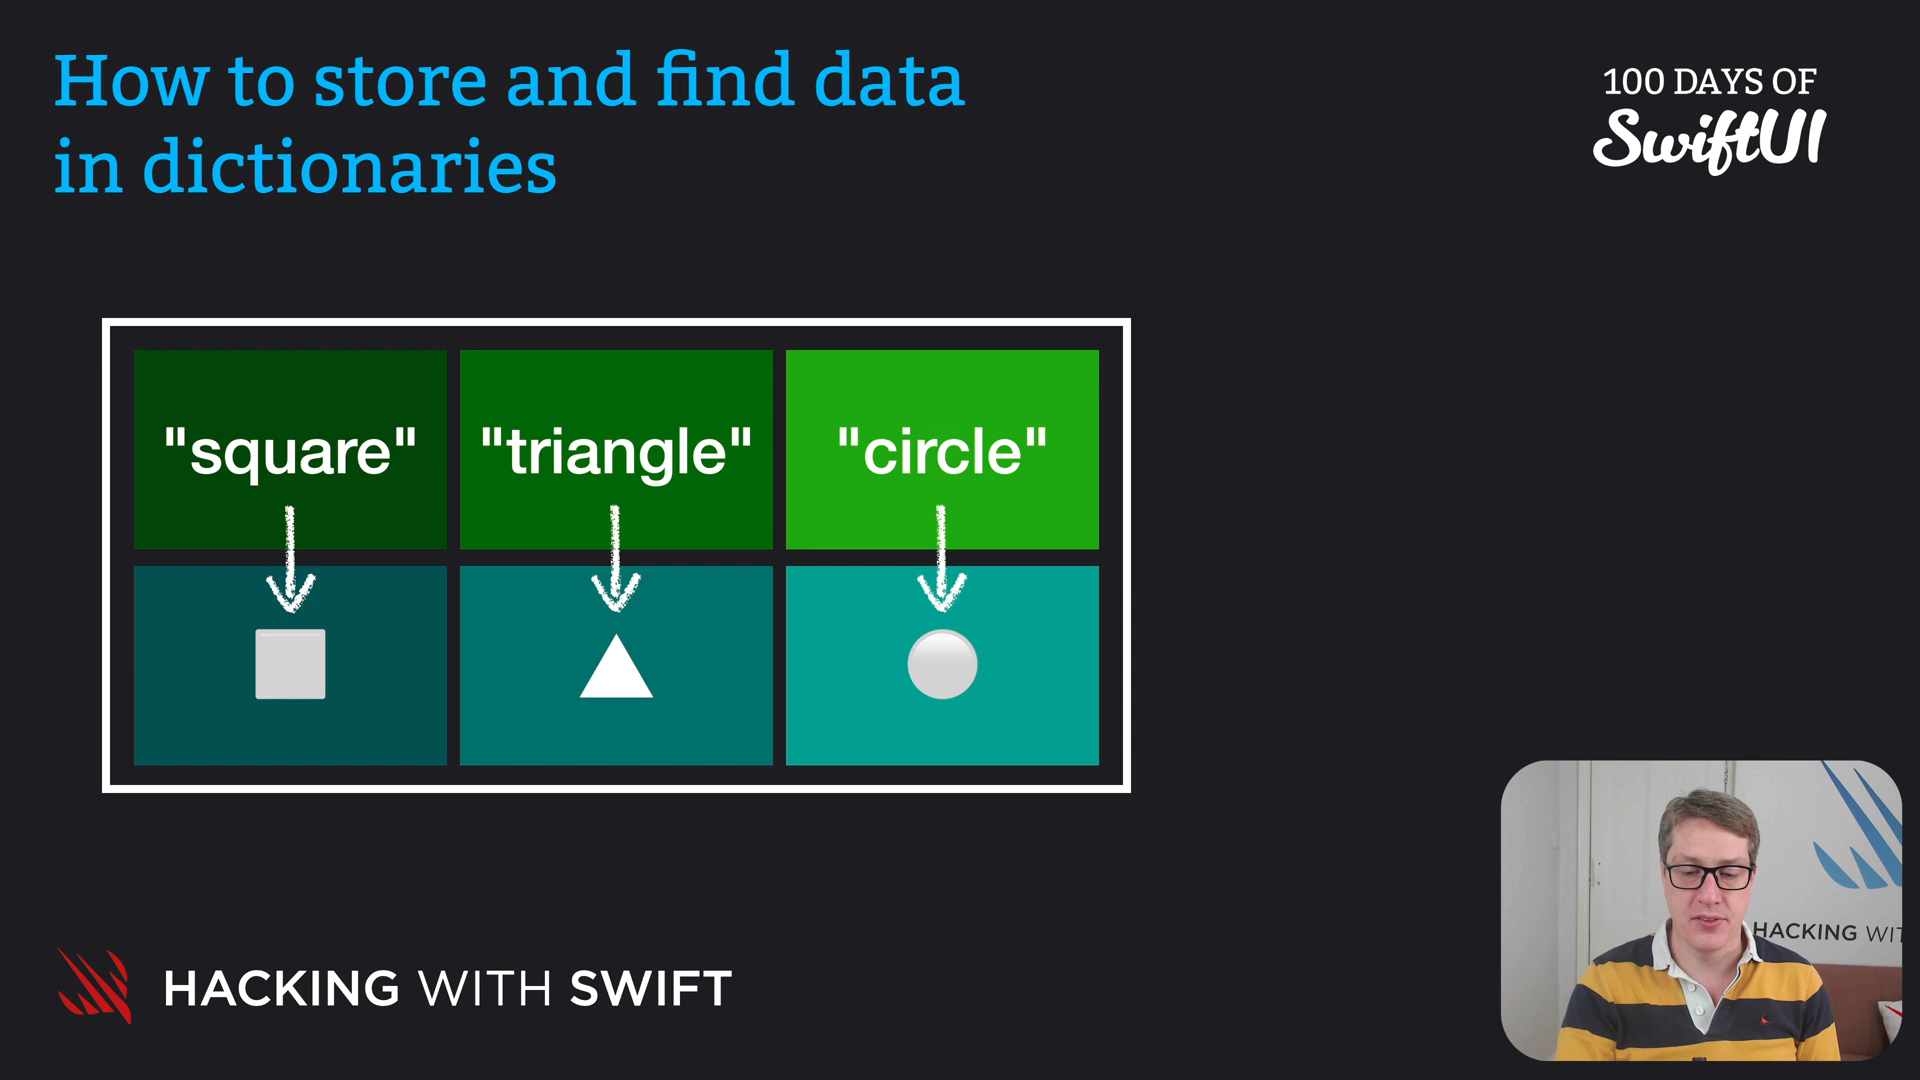 How to store and find data
in dictionaries
100 DAYS OF
SwiftUI
"square" "triangle" "circle"
HACKING WIT
HACKING WITH SWIFT